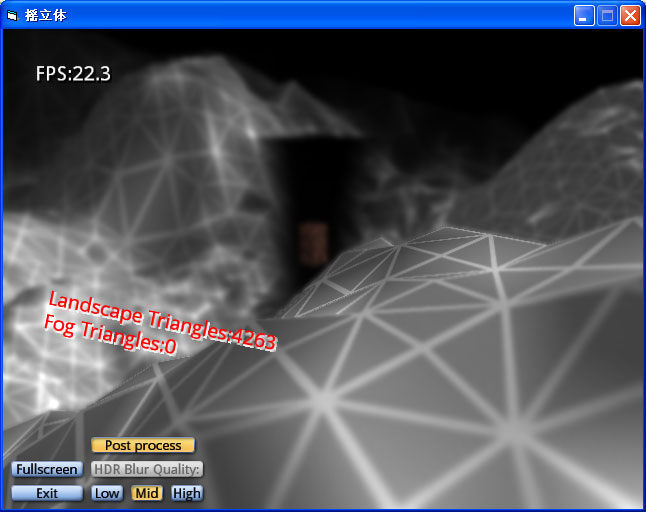 摇立体
FPS:22.3
Landscape Triangles:4263
Fog Triangles:0
Post process
Fullscreen
HDR Blur Quality:
Exit
Low
Mid
High